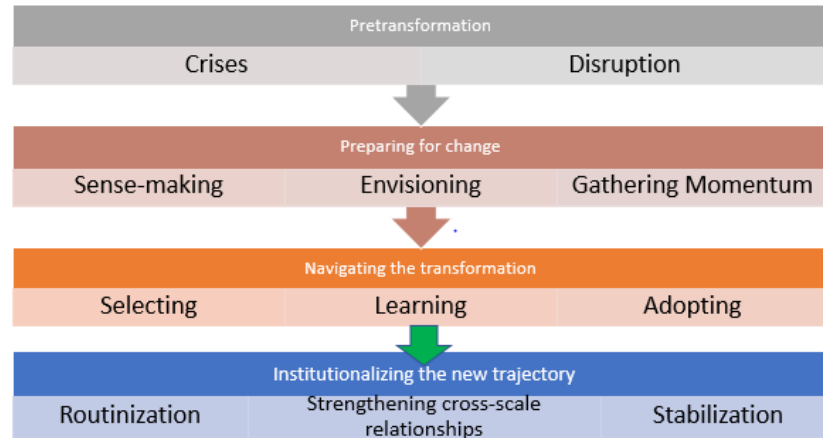 Pretransformation
Crises
Disruption
Preparing for change
Sense-making
Envisioning
Gathering Momentum
Navigating the transformation
Selecting
Learning
Adopting
Institutionalizing the new trajectory
Routinization
Strengthening cross-scale
relationships
Stabilization